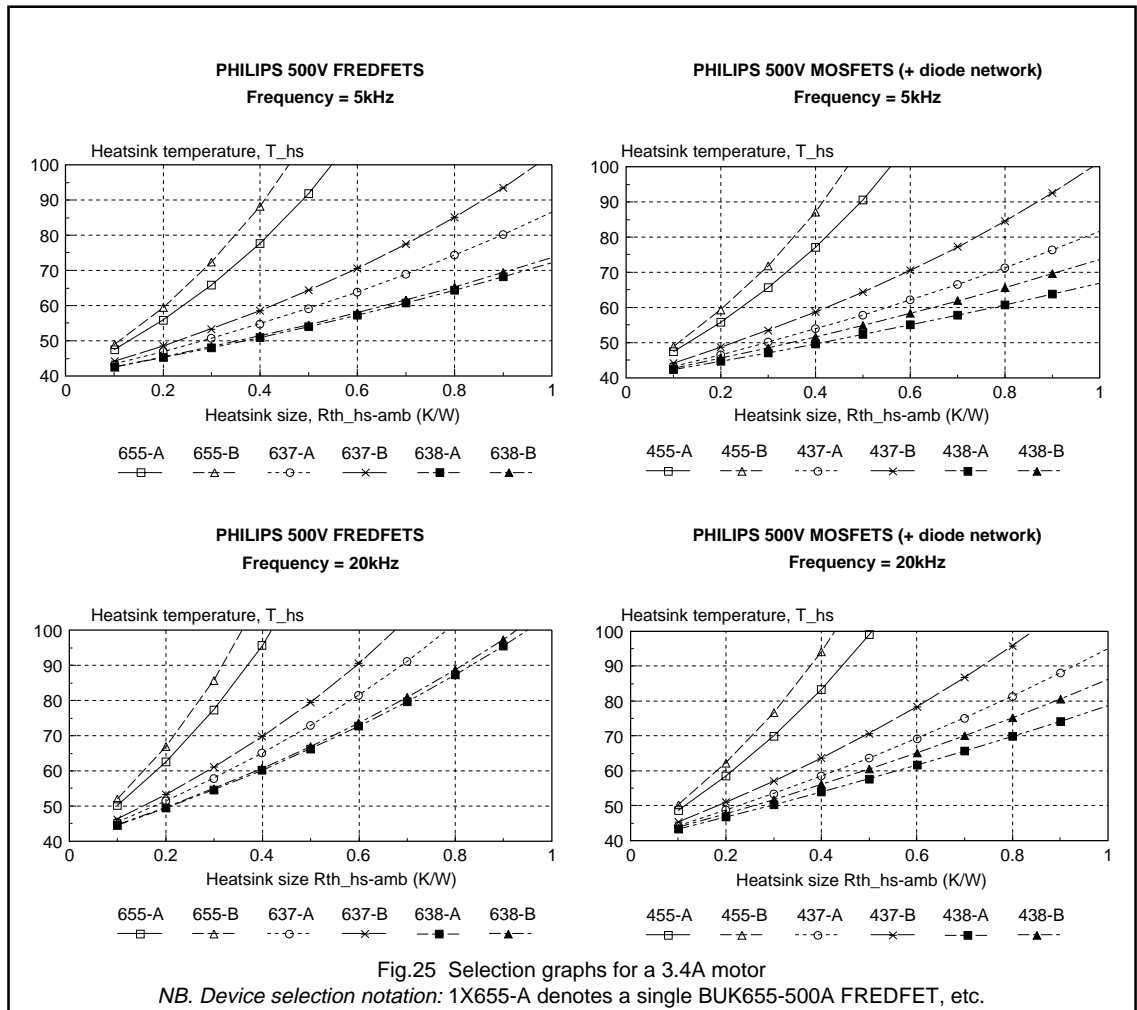 PHILIPS 500V FREDFETS
Frequency = 5kHz
Heatsink temperature, T_hs
100
90
80
70
60
50
40
0 0.2 0.4 0.6 0.8 1
Heatsink size, Rth_hs-amb (K/W)
655-A 655-B 637-A 637-B 638-A 638-B
PHILIPS 500V MOSFETS (+ diode network)
Frequency = 5kHz
Heatsink temperature, T_hs
100
90
80
70
60
50
40
0 0.2 0.4 0.6 0.8 1
Heatsink size, Rth_hs-amb (K/W)
455-A 455-B 437-A 437-B 438-A 438-B
PHILIPS 500V FREDFETS
Frequency = 20kHz
Heatsink temperature, T_hs
100
90
80
70
60
50
40
0 0.2 0.4 0.6 0.8 1
Heatsink size Rth_hs-amb (K/W)
655-A 655-B 637-A 637-B 638-A 638-B
PHILIPS 500V MOSFETS (+ diode network)
Frequency = 20kHz
Heatsink temperature, T_hs
100
90
80
70
60
50
40
0 0.2 0.4 0.6 0.8 1
Heatsink size Rth_hs-amb (K/W)
455-A 455-B 437-A 437-B 438-A 438-B
Fig.25 Selection graphs for a 3.4A motor
NB. Device selection notation: 1X655-A denotes a single BUK655-500A FREDFET, etc.